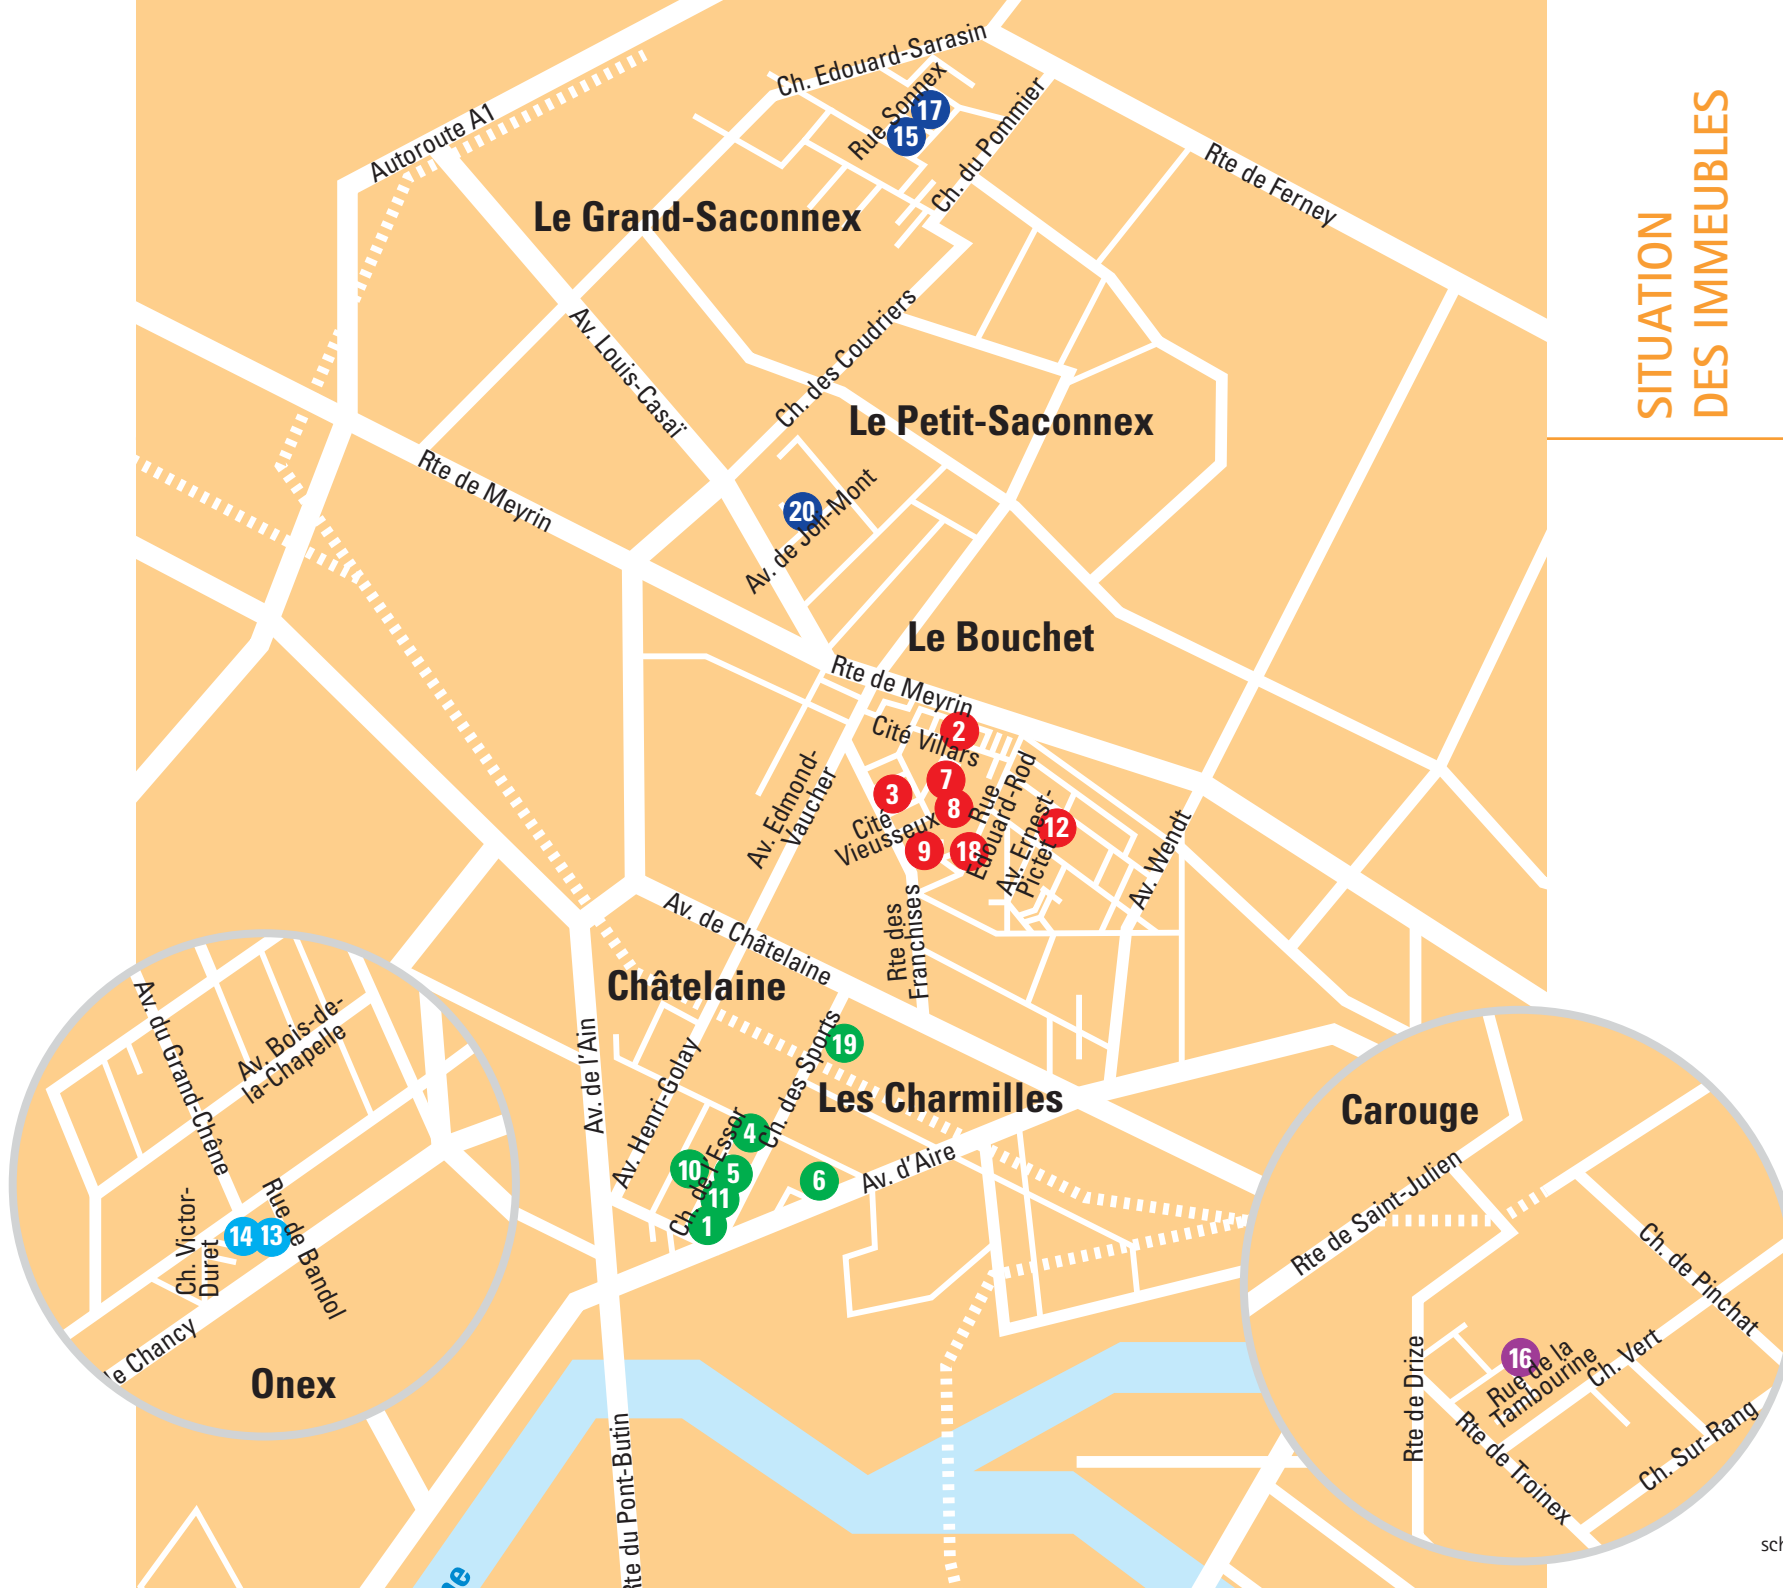 SITUATION
DES IMMEUBLES
Ch. Edouard-Sarasin
Autoroute A1
Rue Sonnex
17
15
Ch. du Pommier
Rte de Ferney
Le Grand-Saconnex
Av. Louis-Casaï
Ch. des Coudriers
Le Petit-Saconnex
Rte de Meyrin
20
Av. de Joli-Mont
Le Bouchet
Rte de Meyrin
2
Cité Villars
7
3
8
Cité
Vieusseux
9
18
Rue
Edouard-Rod
Av. Ernest-
Pictet
12
Av. Edmond-
Vaucher
Av. Wendt
Rte des
Franchises
Av. de Châtelaine
Châtelaine
Av. de l'Ain
Av. Henri-Golay
Ch. des Sports
19
Les Charmilles
4
10
5
11
1
Ch. de l'Essor
6
Av. d'Aire
Av. du Grand-Chêne
Av. Bois-de-
la-Chapelle
Ch. Victor-
Duret
14
13
Rue de Bandol
le Chancy
Onex
Rte du Pont-Butin
ne
Carouge
Rte de Saint-Julien
Ch. de Pinchat
16
Rue de la
Tambourine
Ch. Vert
Rte de Drize
Rte de Troinex
Ch. Sur-Rang
sch